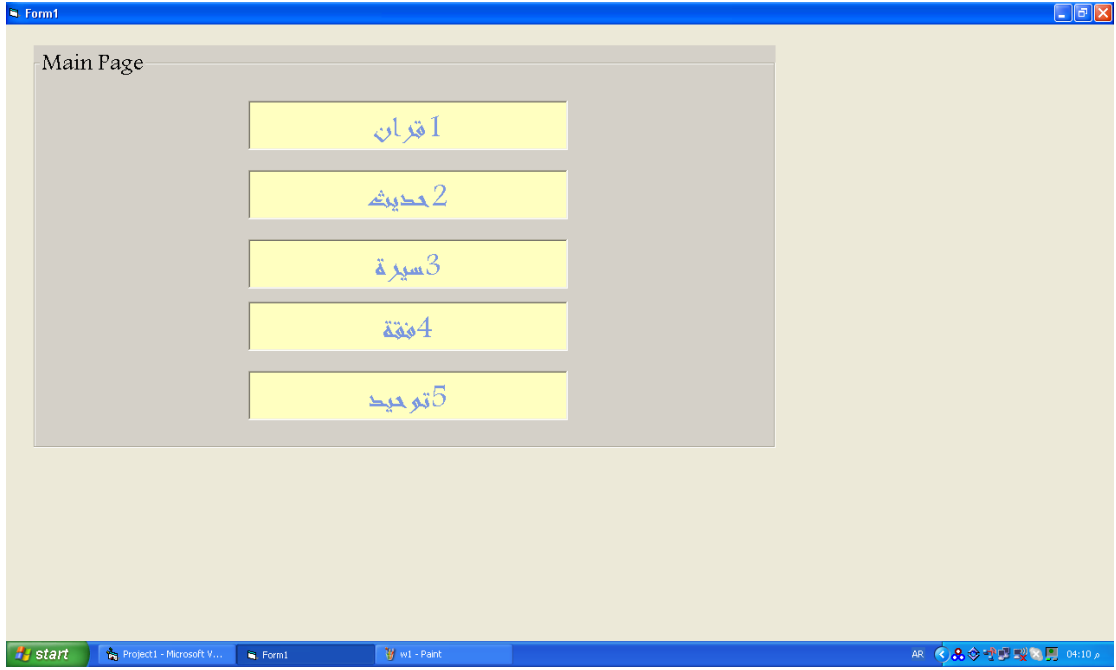 Form1
Main Page
1قران
2حديث
3سيرة
4فقة
5توحيد
start
Project1 - Microsoft V...
Form1
w1 - Paint
AR
04:10 م